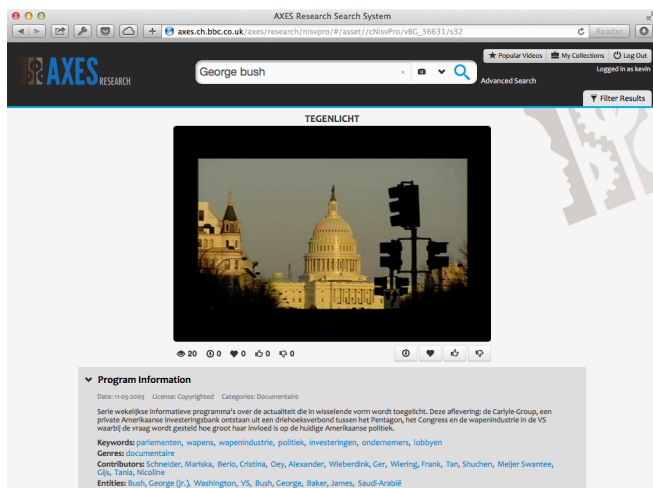 AXES Research Search System
axes.ch.bbc.co.uk/axes/research/nisvpro/#/asset//cNisvPro/vBG_36631/s32
Reader
Popular Videos My Collections Log Out
AXES RESEARCH
George bush
Logged in as kevin
Advanced Search
Filter Results
TEGENLICHT
20 0 0 0 0
Program Information
Date: 11-05-2003 License: Copyrighted Categories: Documentaire
Serie wekelijkse informatieve programma's over de actualiteit die in wisselende vorm wordt toegelicht. Deze aflevering: de Carlyle-Group, een
private Amerikaanse investeringsbank ontstaan uit een driehoeksverbond tussen het Pentagon, het Congress en de wapenindustrie in de VS
waarbij de vraag wordt gesteld hoe groot haar invloed is op de huidige Amerikaanse politiek.
Keywords: parlementen, wapens, wapenindustrie, politiek, investeringen, ondernemers, lobbyen
Genres: documentaire
Contributors: Schneider, Mariska, Berio, Cristina, Oey, Alexander, Wieberdink, Ger, Wiering, Frank, Tan, Shuchen, Meijer Swantee,
Gijs, Tania, Nicoline
Entities: Bush, George (jr.), Washington, VS, Bush, George, Baker, James, Saudi-Arabië